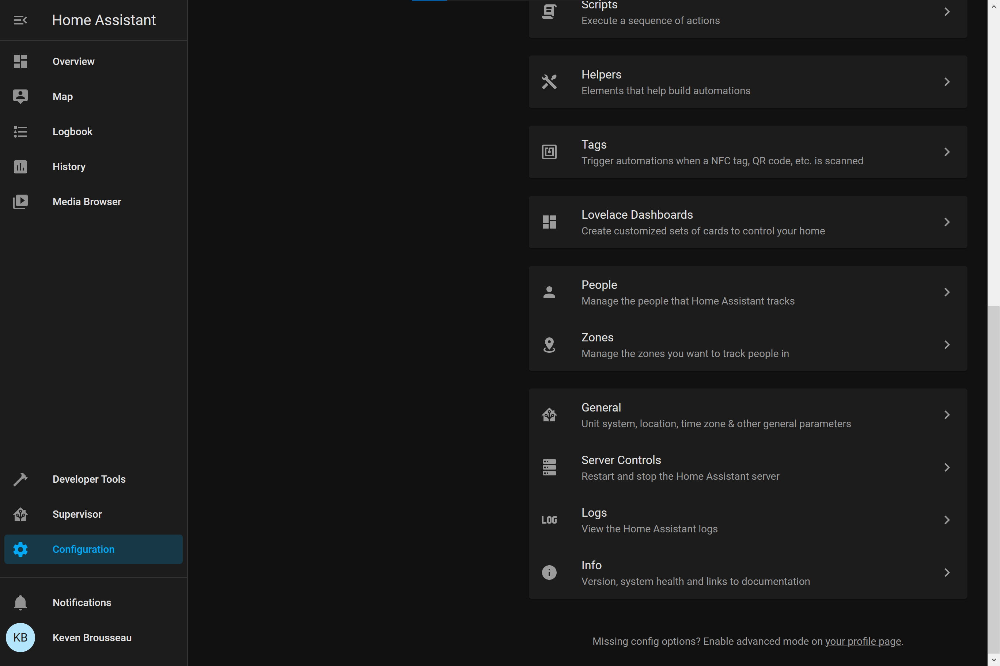 Home Assistant
Overview
Map
Logbook
History
Media Browser
Developer Tools
Supervisor
Configuration
Notifications
KB
Keven Brousseau
Scripts
Execute a sequence of actions
Helpers
Elements that help build automations
Tags
Trigger automations when a NFC tag, QR code, etc. is scanned
Lovelace Dashboards
Create customized sets of cards to control your home
People
Manage the people that Home Assistant tracks
Zones
Manage the zones you want to track people in
General
Unit system, location, time zone & other general parameters
Server Controls
Restart and stop the Home Assistant server
LOG
Logs
View the Home Assistant logs
Info
Version, system health and links to documentation
Missing config options? Enable advanced mode on your profile page.